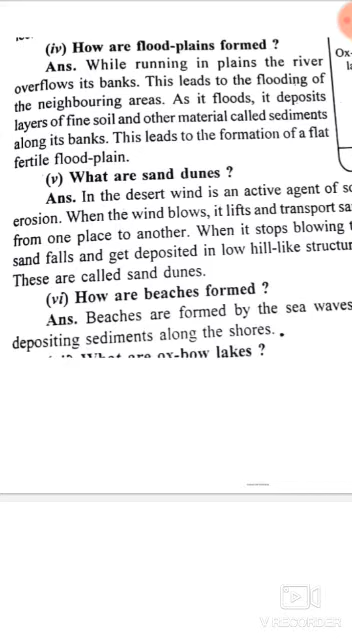 (iv) How are flood-plains formed ?
Ans. While running in plains the river
overflows its banks. This leads to the flooding of
the neighbouring areas. As it floods, it deposits
layers of fine soil and other material called sediments
along its banks. This leads to the formation of a flat
fertile flood-plain.
(v) What are sand dunes ?
Ans. In the desert wind is an active agent of
erosion. When the wind blows, it lifts and transport
from one place to another. When it stops blowing
sand falls and get deposited in low hill-like
These are called sand dunes.
(vi) How are beaches formed ?
Ans. Beaches are formed by the sea waves
depositing sediments along the shores.
What are ox-bow lakes ?
Ox-
V RECORDER